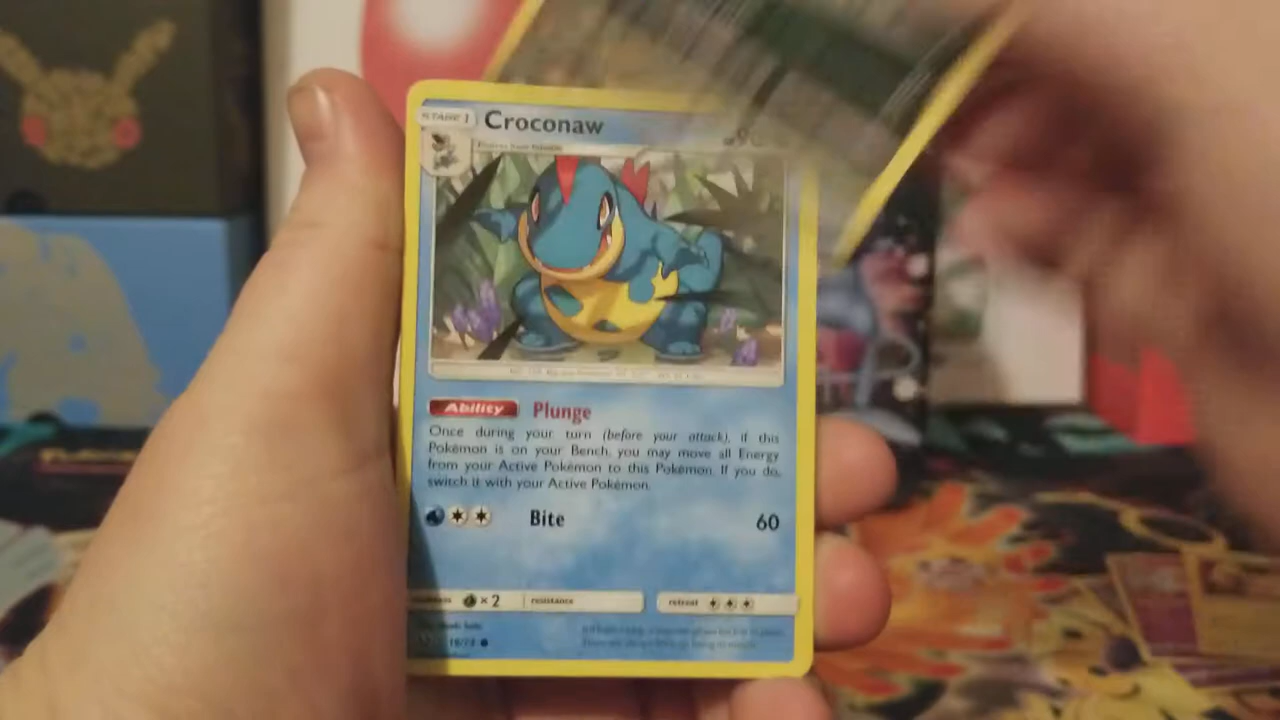 STAGE 1
Croconaw
Ability Plunge
Once during your turn (before your attack), if this
Pokémon is on your Bench, you may move all Energy
from your Active Pokémon to this Pokémon. If you do,
switch it with your Active Pokémon.
Bite 60
×2 resistance retreat